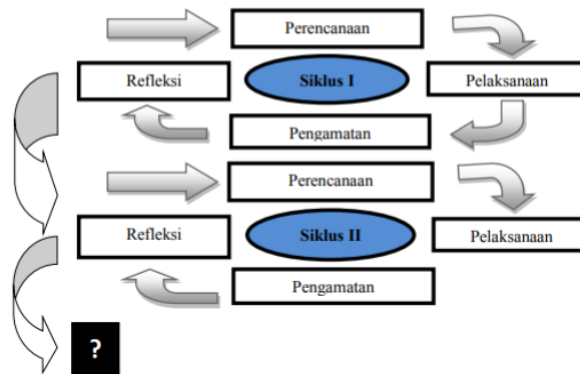 Perencanaan
Refleksi
Siklus I
Pelaksanaan
Pengamatan
Perencanaan
Refleksi
Siklus II
Pelaksanaan
Pengamatan
?